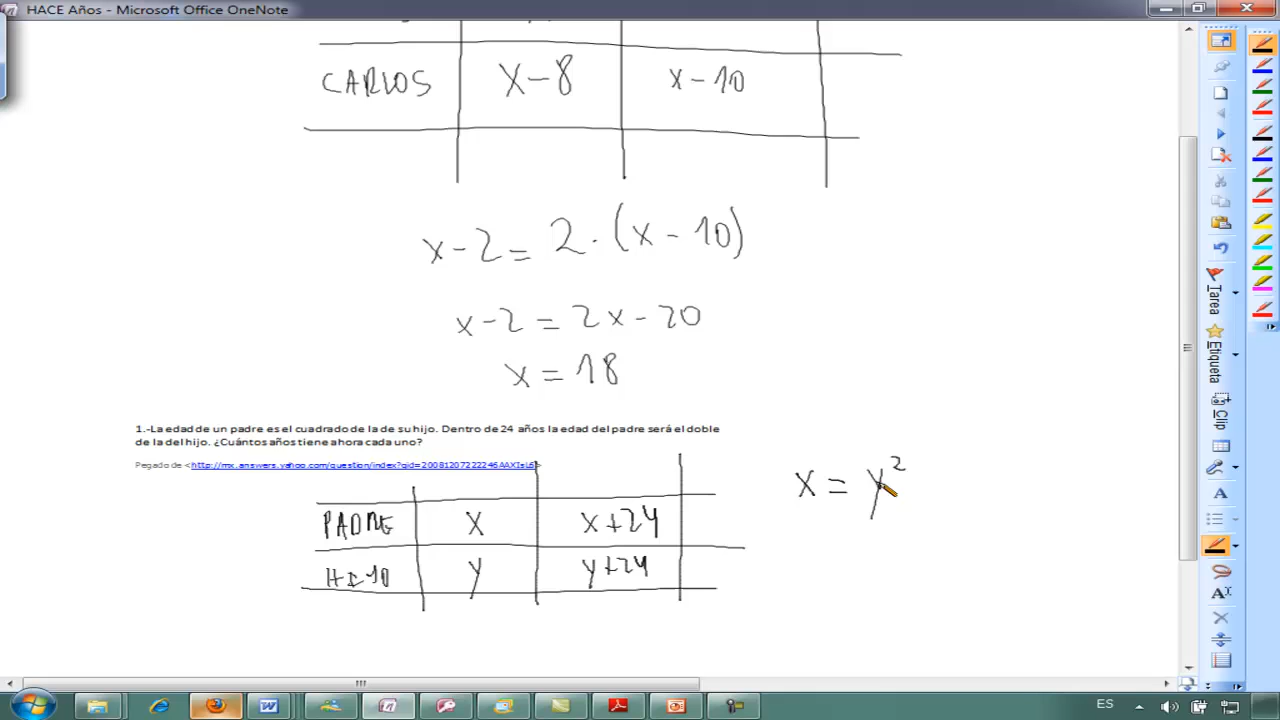 HACE Años - Microsoft Office OneNote
CARLOS x-8 x-10
x-2 = 2·(x-10)
x-2 = 2x-20
x = 18
1.-La edad de un padre es el cuadrado de la de su hijo. Dentro de 24 años la edad del padre será el doble
de la del hijo. ¿Cuántos años tiene ahora cada uno?
Pegado de <http://mx.answers.yahoo.com/question/index?qid=20081207222246AAXIsL6>
x = y²
PADRE x x+24
HIJO y y+24
Tarea
Etiqueta
Clip
ES